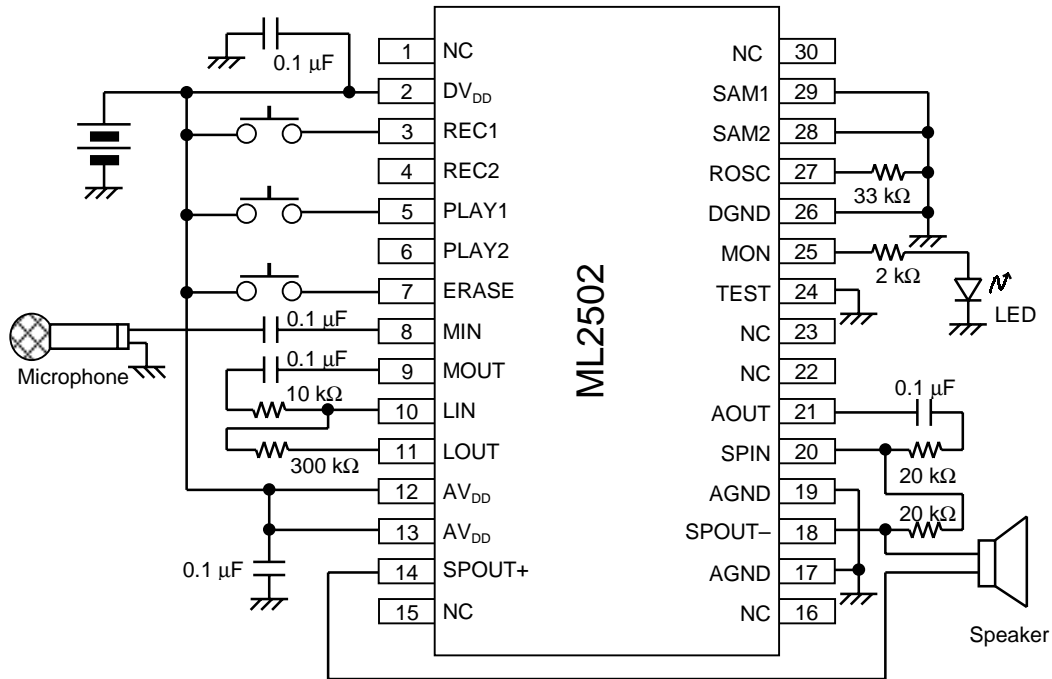 0.1 μF
1 NC
2 DV_DD
3 REC1
4 REC2
5 PLAY1
6 PLAY2
7 ERASE
0.1 μF
8 MIN
Microphone
0.1 μF
9 MOUT
10 kΩ
10 LIN
300 kΩ
11 LOUT
12 AV_DD
13 AV_DD
0.1 μF
14 SPOUT+
15 NC
ML2502
NC 30
SAM1 29
SAM2 28
ROSC 27
33 kΩ
DGND 26
MON 25
2 kΩ
LED
TEST 24
NC 23
NC 22
0.1 μF
AOUT 21
SPIN 20
20 kΩ
AGND 19
20 kΩ
SPOUT– 18
AGND 17
NC 16
Speaker